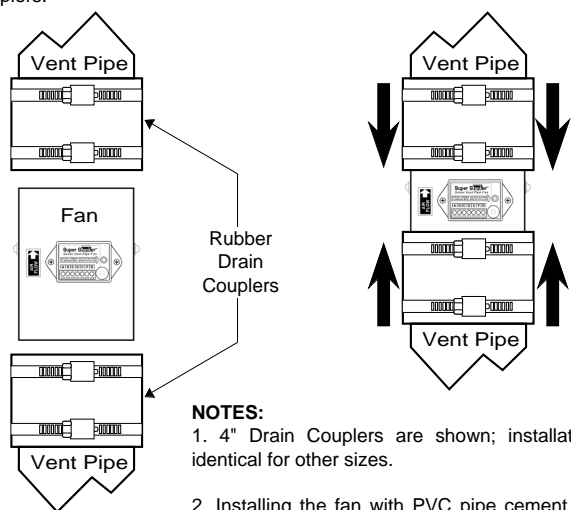 Vent Pipe
Fan
Vent Pipe
Rubber
Drain
Couplers
Vent Pipe
Vent Pipe
NOTES:
1. 4" Drain Couplers are shown;
identical for other sizes.
2. Installing the fan with PVC pipe cement